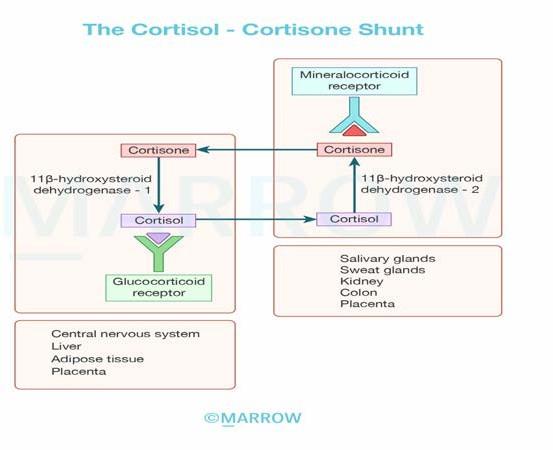 The Cortisol - Cortisone Shunt
Mineralocorticoid
receptor
Cortisone
Cortisone
11β-hydroxysteroid
dehydrogenase - 1
11β-hydroxysteroid
dehydrogenase - 2
Cortisol
Cortisol
Glucocorticoid
receptor
Salivary glands
Sweat glands
Kidney
Colon
Placenta
Central nervous system
Liver
Adipose tissue
Placenta
MARROW
©MARROW